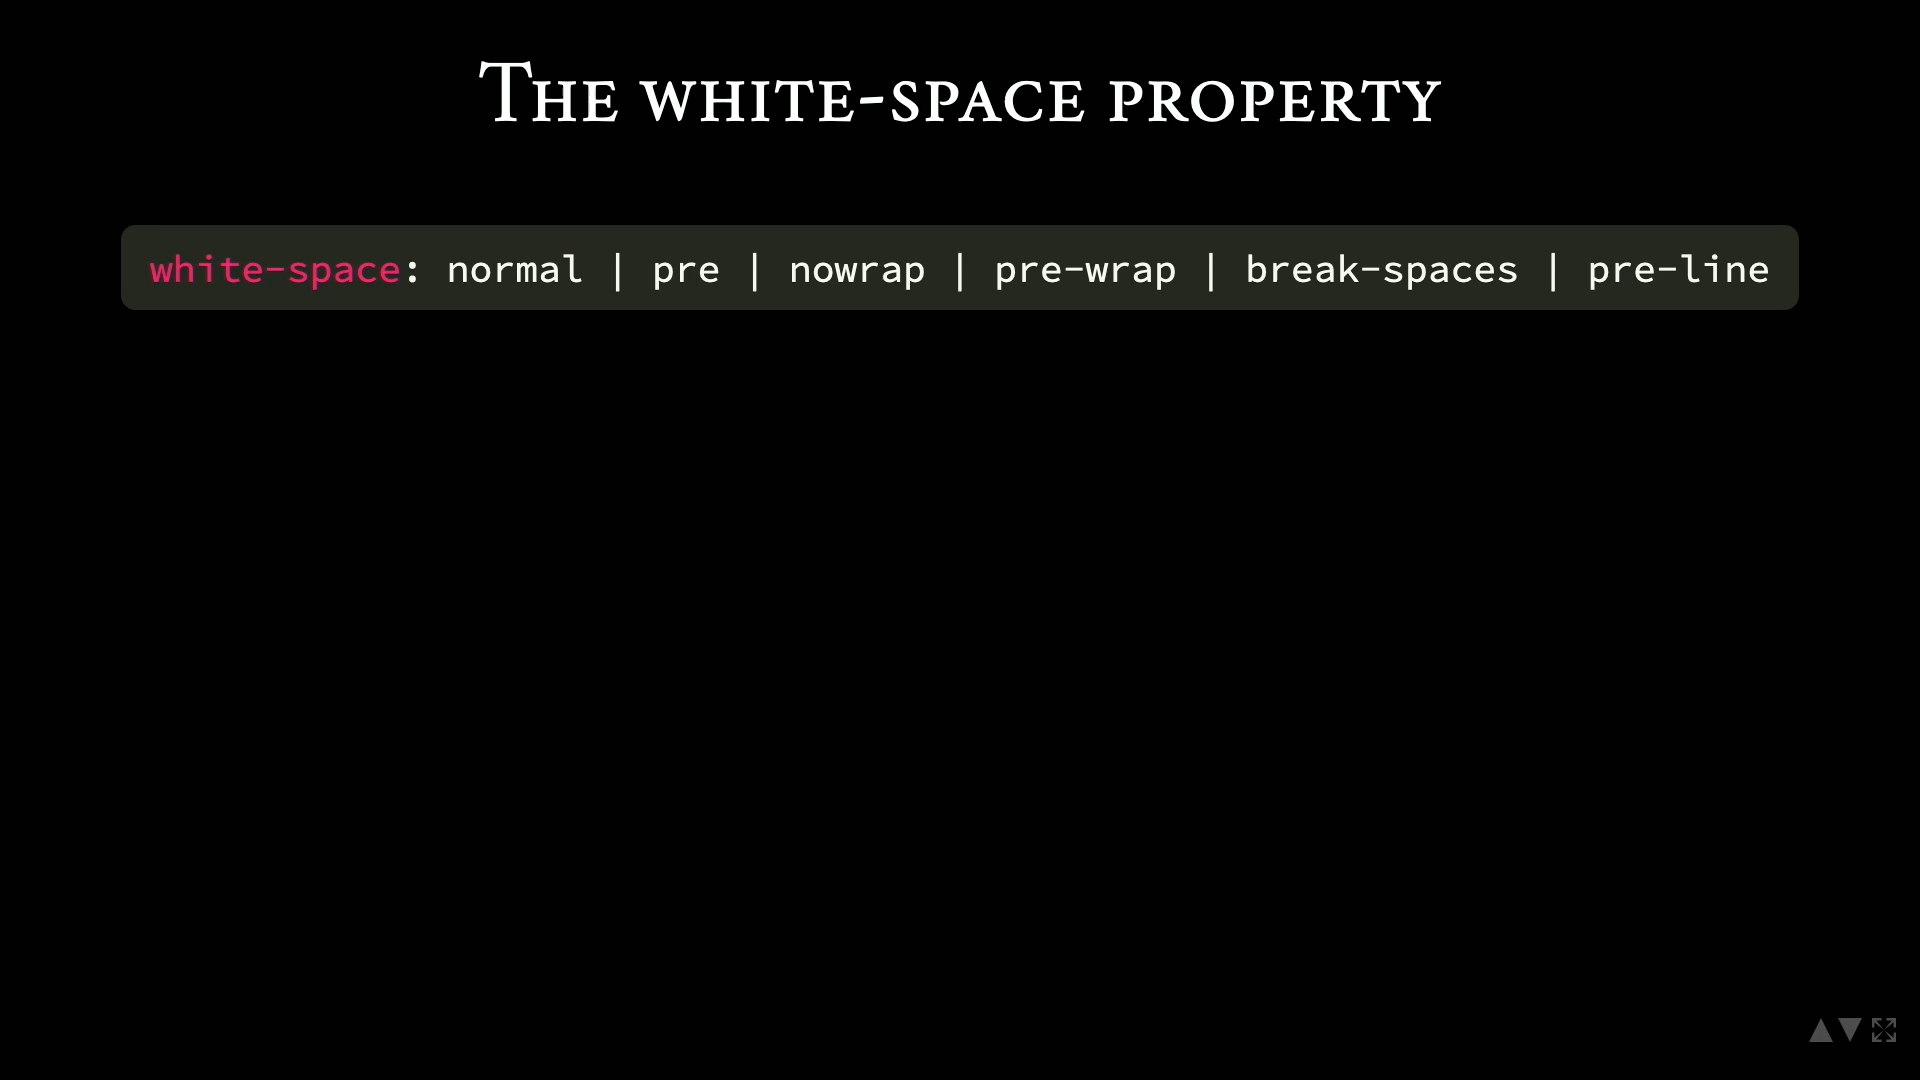 The white-space property
white-space: normal | pre | nowrap | pre-wrap | break-spaces | pre-line